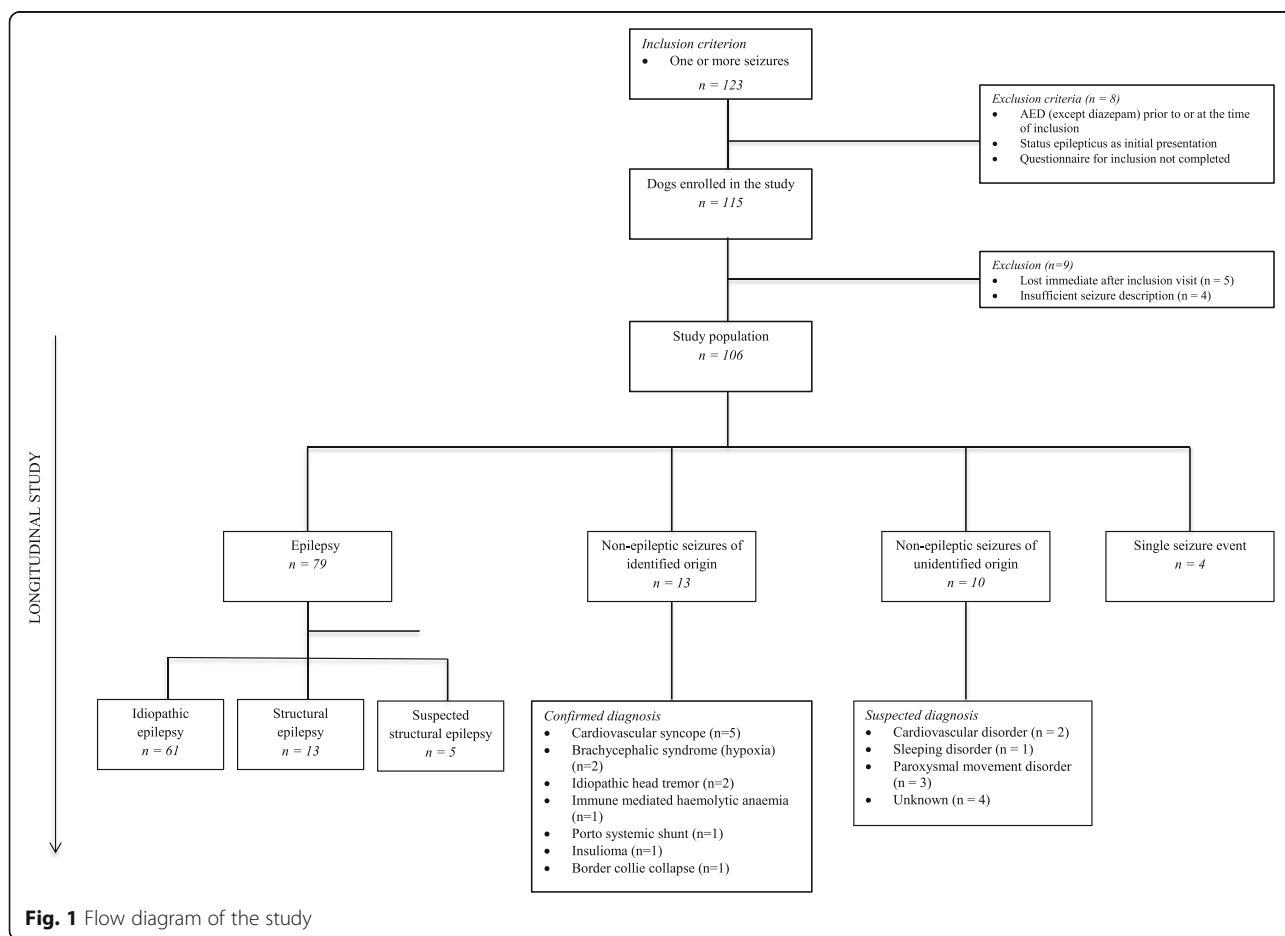 Inclusion criterion
• One or more seizures
n = 123
Exclusion criteria (n = 8)
• AED (except diazepam) prior to or at the time
of inclusion
• Status epilepticus as initial presentation
• Questionnaire for inclusion not completed
Dogs enrolled in the study
n = 115
Exclusion (n=9)
• Lost immediate after inclusion visit (n = 5)
• Insufficient seizure description (n = 4)
Study population
n = 106
LONGITUDINAL STUDY
Epilepsy
n = 79
Non-epileptic seizures of
identified origin
n = 13
Non-epileptic seizures of
unidentified origin
n = 10
Single seizure event
n = 4
Idiopathic
epilepsy
n = 61
Structural
epilepsy
n = 13
Suspected
structural epilepsy
n = 5
Confirmed diagnosis
• Cardiovascular syncope (n=5)
• Brachycephalic syndrome (hypoxia)
(n=2)
• Idiopathic head tremor (n=2)
• Immune mediated haemolytic anaemia
(n=1)
• Porto systemic shunt (n=1)
• Insulioma (n=1)
• Border collie collapse (n=1)
Suspected diagnosis
• Cardiovascular disorder (n = 2)
• Sleeping disorder (n = 1)
• Paroxysmal movement disorder
(n = 3)
• Unknown (n = 4)
Fig. 1 Flow diagram of the study